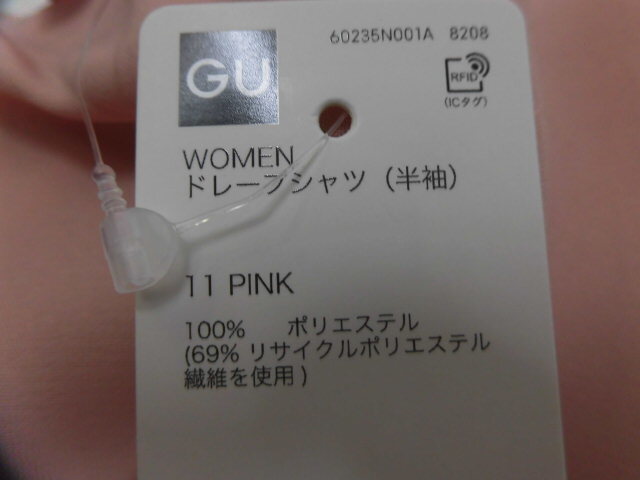 GU
60235N001A 8208
RFID
(ICタグ)
WOMEN
ドレープシャツ（半袖）
11 PINK
100% ポリエステル
(69% リサイクルポリエステル
繊維を使用)